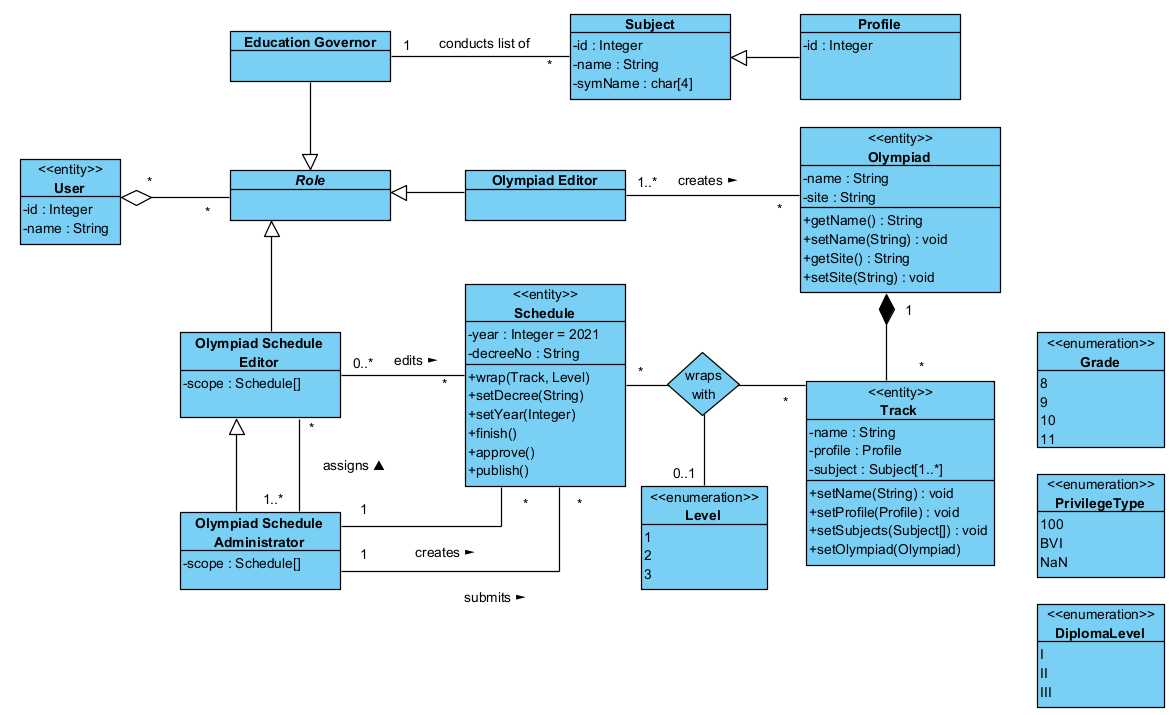 Education Governor
1
conducts list of
*
Subject
-id : Integer
-name : String
-symName : char[4]
Profile
-id : Integer
<<entity>>
User
-id : Integer
-name : String
*
*
Role
Olympiad Editor
1..*
creates ►
*
<<entity>>
Olympiad
-name : String
-site : String
+getName() : String
+setName(String) : void
+getSite() : String
+setSite(String) : void
1
*
Olympiad Schedule
Editor
-scope : Schedule[]
0..*
edits ►
*
<<entity>>
Schedule
-year : Integer = 2021
-decreeNo : String
+wrap(Track, Level)
+setDecree(String)
+setYear(Integer)
+finish()
+approve()
+publish()
*
wraps
with
*
0..1
<<entity>>
Track
-name : String
-profile : Profile
-subject : Subject[1..*]
+setName(String) : void
+setProfile(Profile) : void
+setSubjects(Subject[]) : void
+setOlympiad(Olympiad)
<<enumeration>>
Level
1
2
3
*
assigns ▲
1..*
Olympiad Schedule
Administrator
-scope : Schedule[]
1
*
creates ►
1
*
submits ►
<<enumeration>>
Grade
8
9
10
11
<<enumeration>>
PrivilegeType
100
BVI
NaN
<<enumeration>>
DiplomaLevel
I
II
III